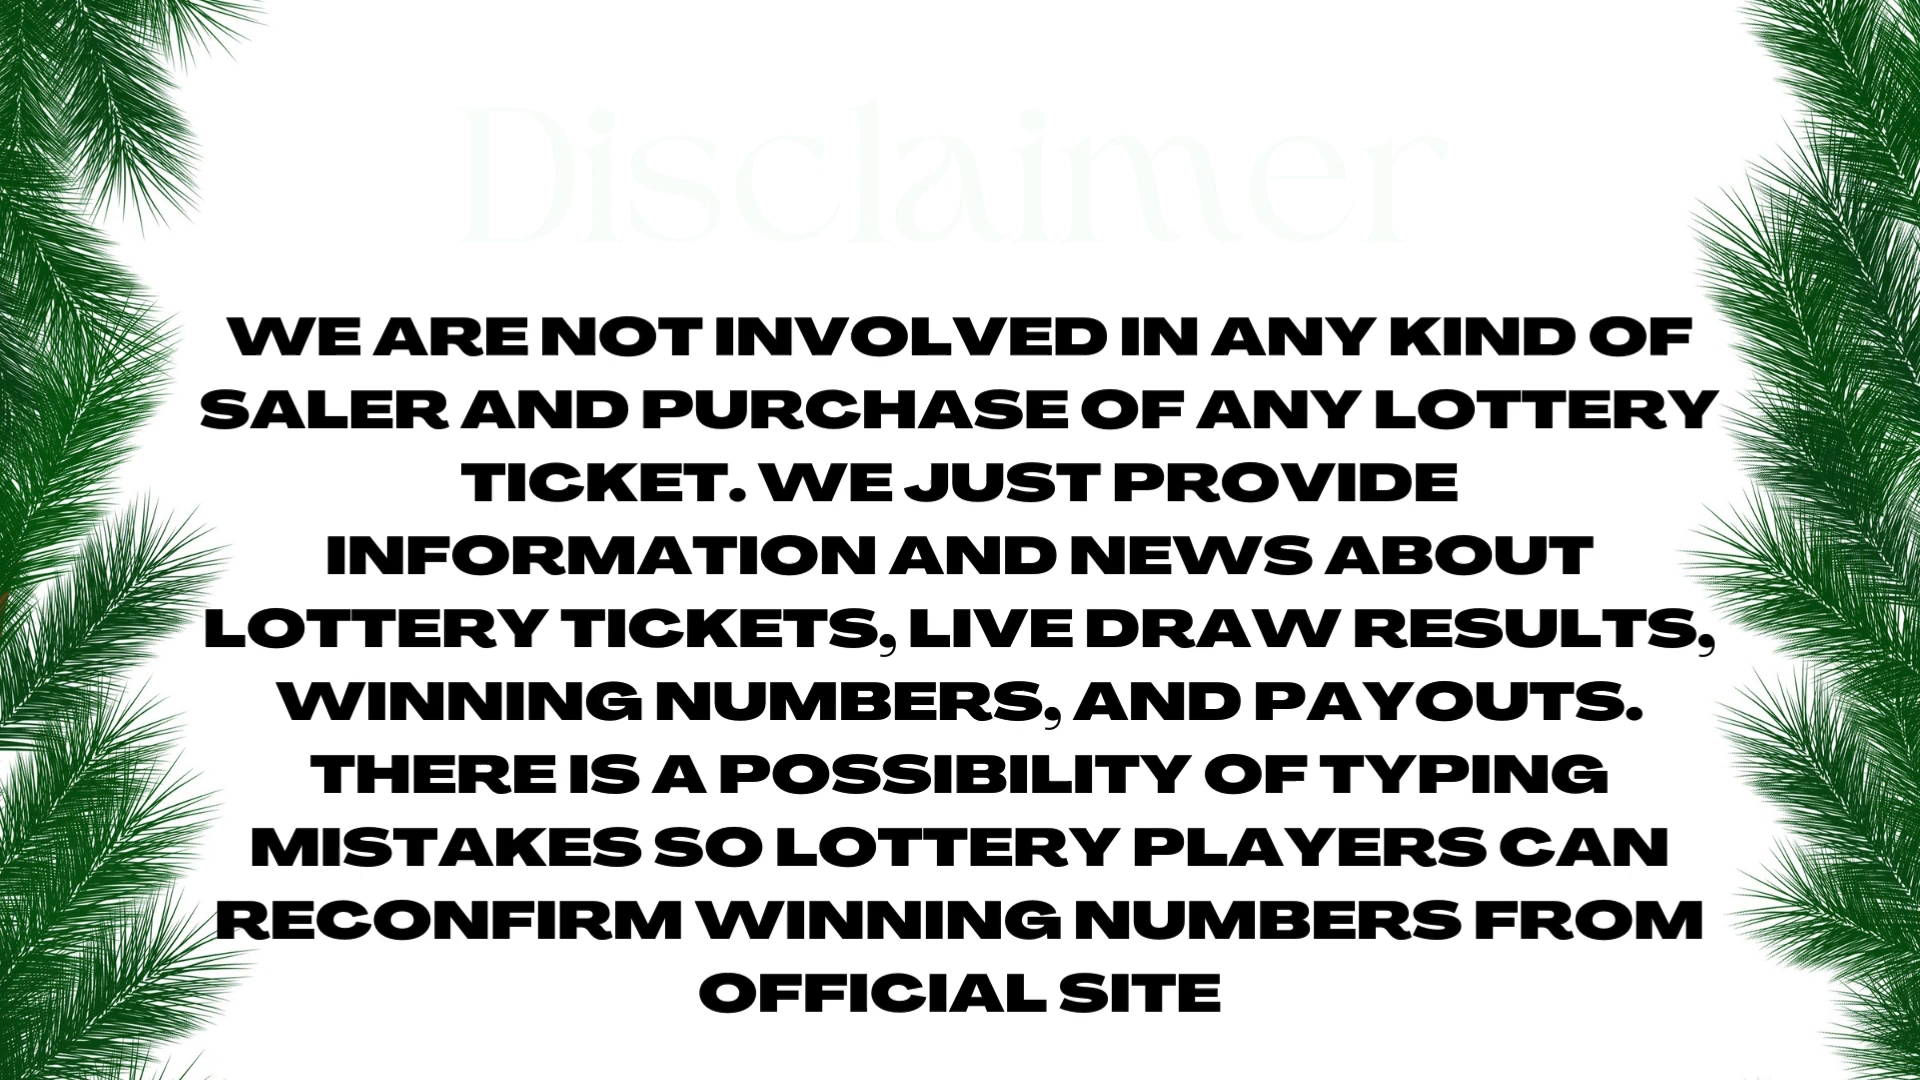 Disclaimer
WE ARE NOT INVOLVED IN ANY KIND OF
SALER AND PURCHASE OF ANY LOTTERY
TICKET. WE JUST PROVIDE
INFORMATION AND NEWS ABOUT
LOTTERY TICKETS, LIVE DRAW RESULTS,
WINNING NUMBERS, AND PAYOUTS.
THERE IS A POSSIBILITY OF TYPING
MISTAKES SO LOTTERY PLAYERS CAN
RECONFIRM WINNING NUMBERS FROM
OFFICIAL SITE